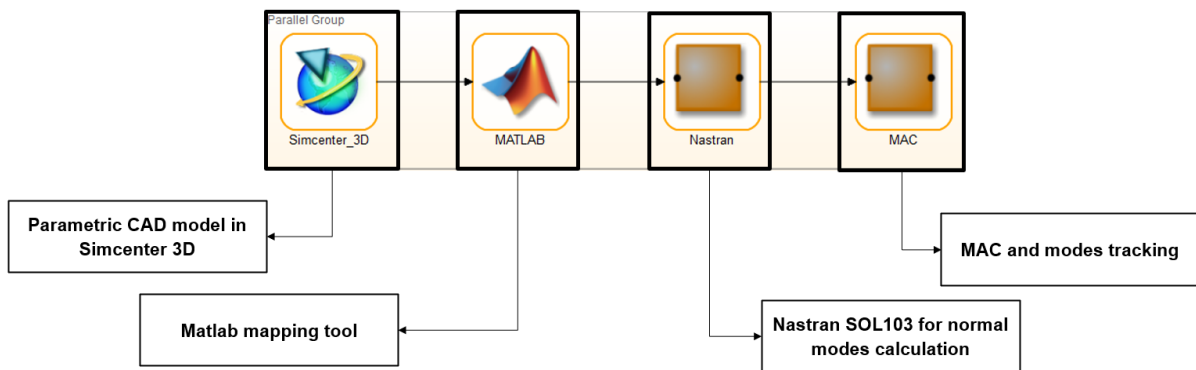 Parallel Group
Simcenter_3D
MATLAB
Nastran
MAC
Parametric CAD model in
Simcenter 3D
MAC and modes tracking
Matlab mapping tool
Nastran SOL103 for normal
modes calculation